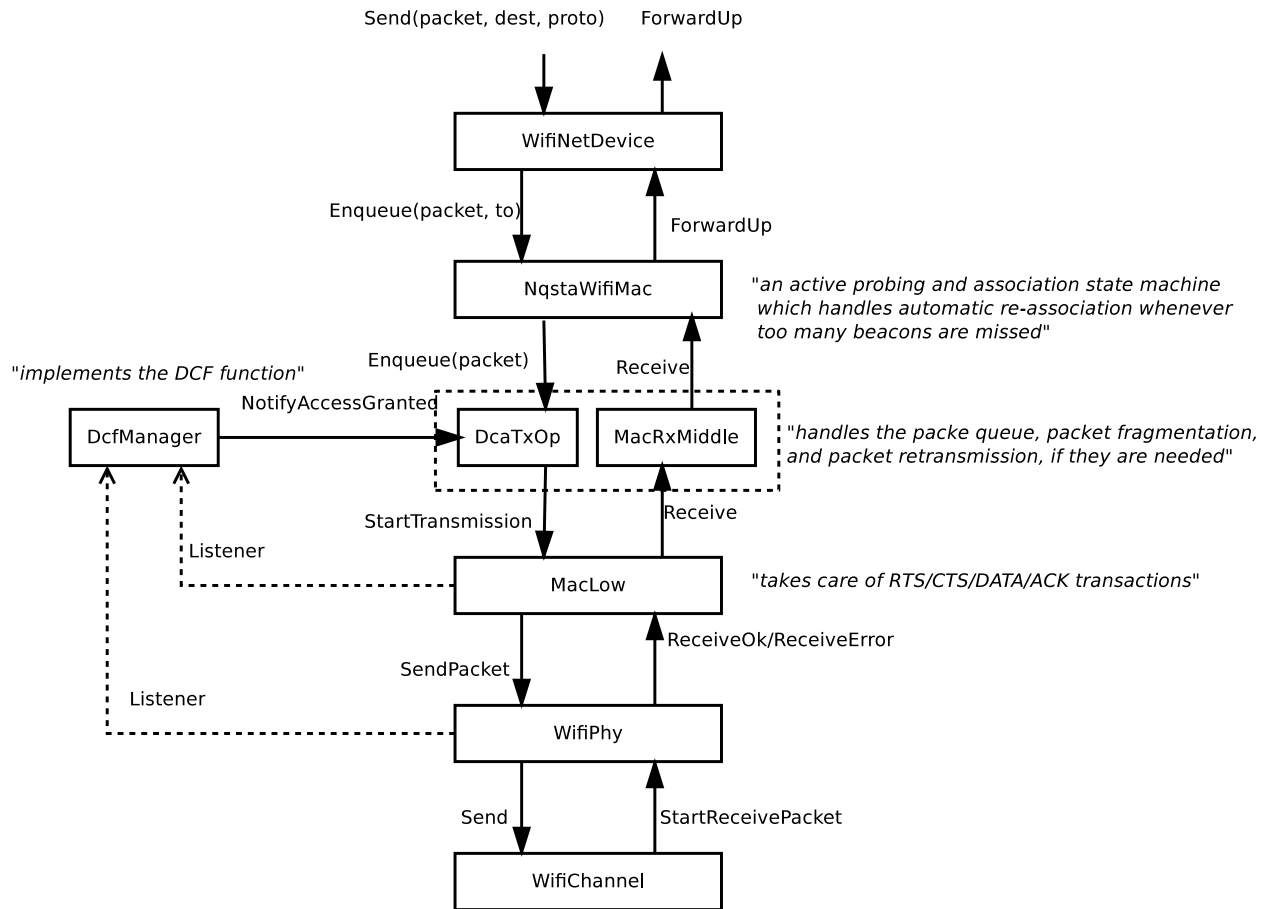 Send(packet, dest, proto)
ForwardUp
WifiNetDevice
Enqueue(packet, to)
ForwardUp
NqstaWifiMac
"an active probing and association state machine
which handles automatic re-association whenever
too many beacons are missed"
Enqueue(packet)
Receive
"implements the DCF function"
NotifyAccessGranted
DcfManager
DcaTxOp
MacRxMiddle
"handles the packe queue, packet fragmentation,
and packet retransmission, if they are needed"
StartTransmission
Receive
Listener
MacLow
"takes care of RTS/CTS/DATA/ACK transactions"
ReceiveOk/ReceiveError
SendPacket
Listener
WifiPhy
Send
StartReceivePacket
WifiChannel